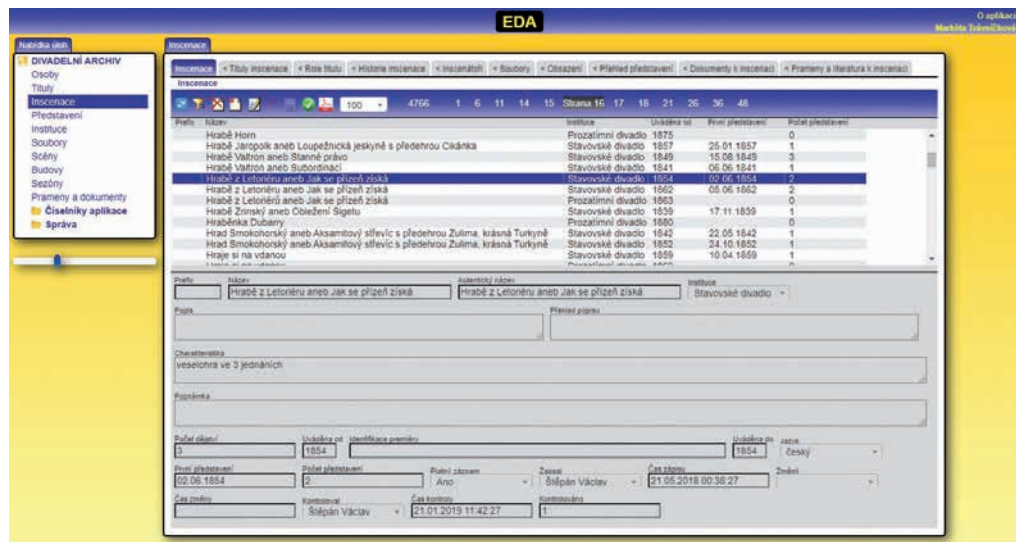 EDA
O aplikaci
Markéta Trávníčková
Nabídka úloh
DIVADELNÍ ARCHIV
Osoby
Tituly
Inscenace
Představení
Instituce
Soubory
Scény
Budovy
Sezóny
Prameny a dokumenty
Číselníky aplikace
Správa
Inscenace
Inscenace < Tituly inscenace < Role titulu < Historie inscenace < Inscenátoři < Soubory < Obsazení < Přehled představení < Dokumenty k inscenaci < Prameny a literatura k inscenaci
Inscenace
100 4766 1 6 11 14 15 Strana 16 17 18 21 26 36 48
Prefix Název Instituce Uváděna od První představení Počet představení
Hrabě Horn Prozatímní divadlo 1875 0
Hrabě Jaropolk aneb Loupežnická jeskyně s předehrou Cikánka Stavovské divadlo 1857 25.01.1857 1
Hrabě Valtron aneb Stanné právo Stavovské divadlo 1849 15.08.1849 3
Hrabě Valtron aneb Subordinací Stavovské divadlo 1841 06.06.1841 1
Hrabě z Letoriéru aneb Jak se přízeň získá Stavovské divadlo 1854 02.06.1854 2
Hrabě z Letoriéru aneb Jak se přízeň získá Stavovské divadlo 1862 05.06.1862 2
Hrabě z Letoriérů aneb Jak se přízeň získá Prozatímní divadlo 1863 0
Hrabě Zrinský aneb Obležení Sigetu Stavovské divadlo 1839 17.11.1839 1
Hraběnka Dubarry Prozatímní divadlo 1880 0
Hrad Smokohorský aneb Aksamitový střevíc s předehrou Zulima, krásná Turkyně Stavovské divadlo 1842 22.05.1842 1
Hrad Smokohorský aneb Aksamitový střevíc s předehrou Zulima, krásná Turkyně Stavovské divadlo 1852 24.10.1852 1
Hraje si na vdanou Stavovské divadlo 1859 10.04.1859 1
Prefix Název Autentický název Instituce
Hrabě z Letoriéru aneb Jak se přízeň získá Hrabě z Letoriéru aneb Jak se přízeň získá Stavovské divadlo
Popis Překlad popisu
Charakteristika
veselohra ve 3 jednáních
Poznámka
Počet dějství Uváděna od Identifikace premiéry Uváděna do Jazyk
3 1854 1854 český
První představení Počet představení Platný záznam Zapsal Čas zápisu Změnil
02.06.1854 2 Ano Štěpán Václav 21.05.2018 00:38:27
Čas změny Kontroloval Čas kontroly Kontrolováno
Štěpán Václav 21.01.2019 11:42:27 1